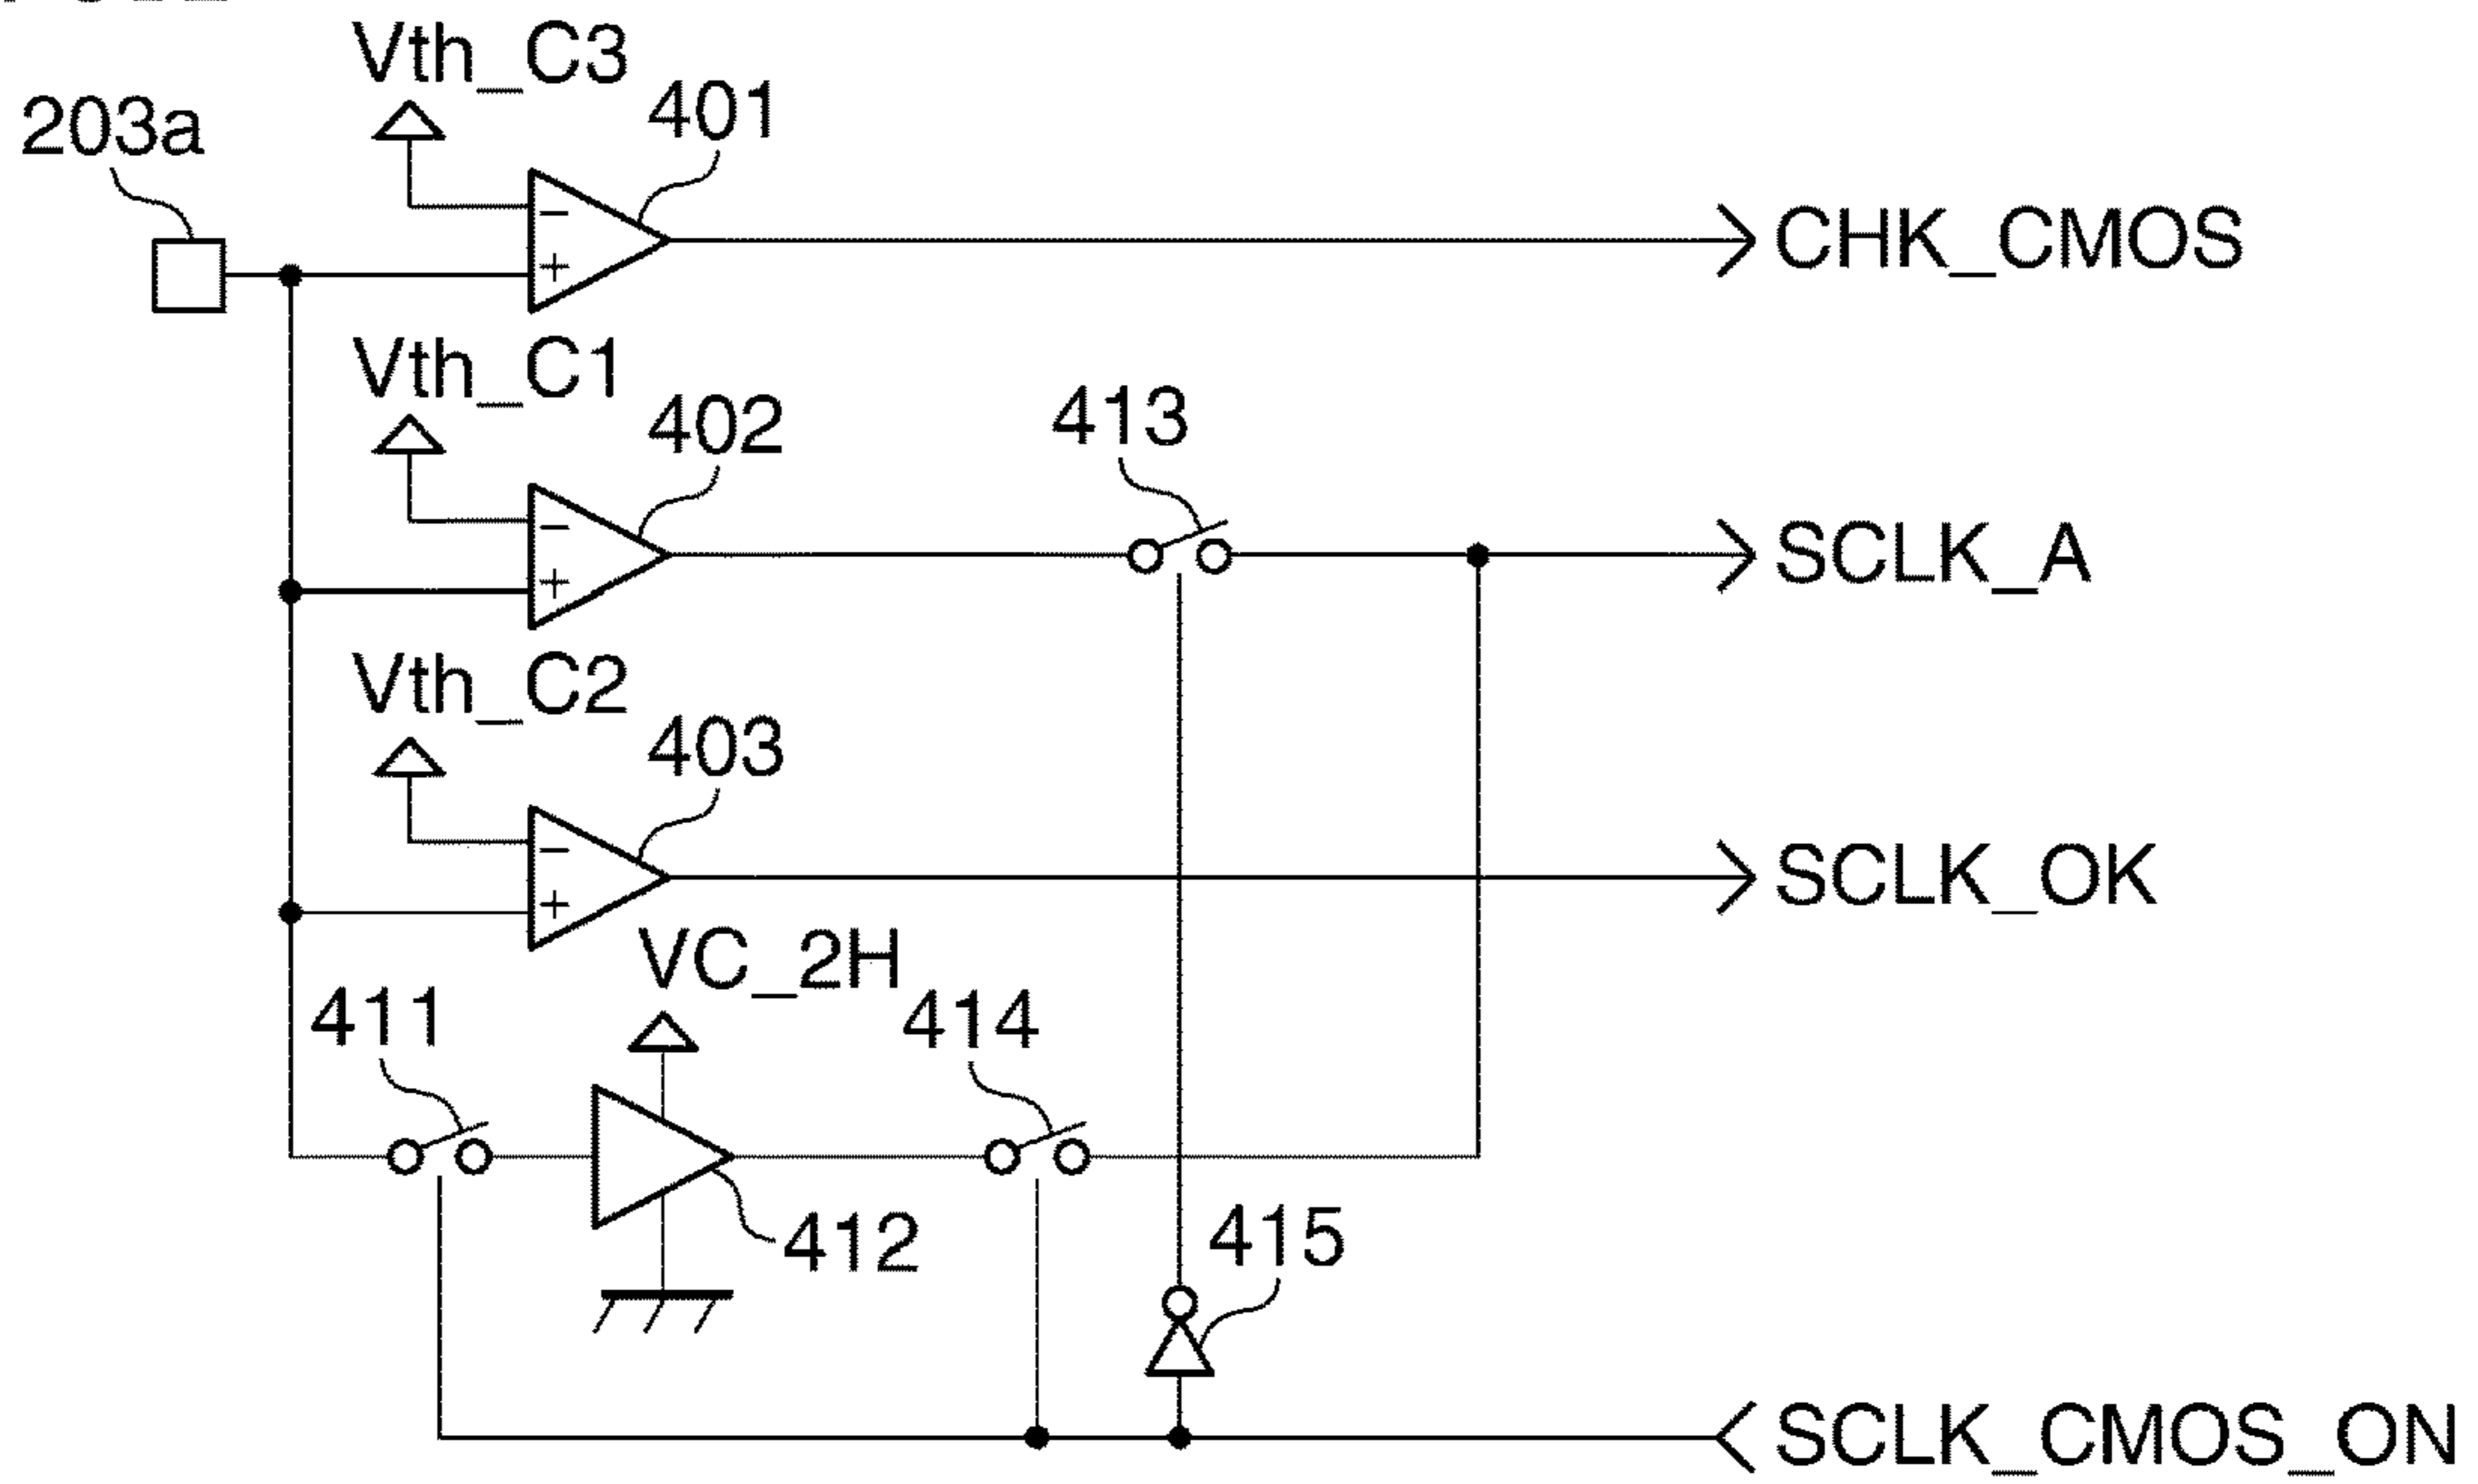 Vth_C3
401
203a
CHK_CMOS
Vth_C1
402
413
SCLK_A
Vth_C2
403
SCLK_OK
VC_2H
411
414
412
415
SCLK_CMOS_ON